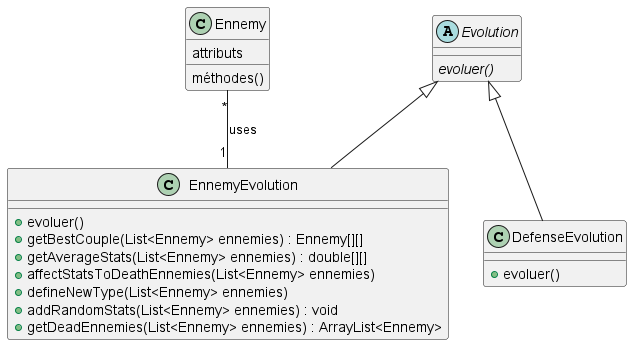 C Ennemy
attributs
méthodes()
A Evolution
evoluer()
*
uses
1
C EnnemyEvolution
evoluer()
getBestCouple(List<Ennemy> ennemies) : Ennemy[][]
getAverageStats(List<Ennemy> ennemies) : double[][]
affectStatsToDeathEnnemies(List<Ennemy> ennemies)
defineNewType(List<Ennemy> ennemies)
addRandomStats(List<Ennemy> ennemies) : void
getDeadEnnemies(List<Ennemy> ennemies) : ArrayList<Ennemy>
C DefenseEvolution
evoluer()